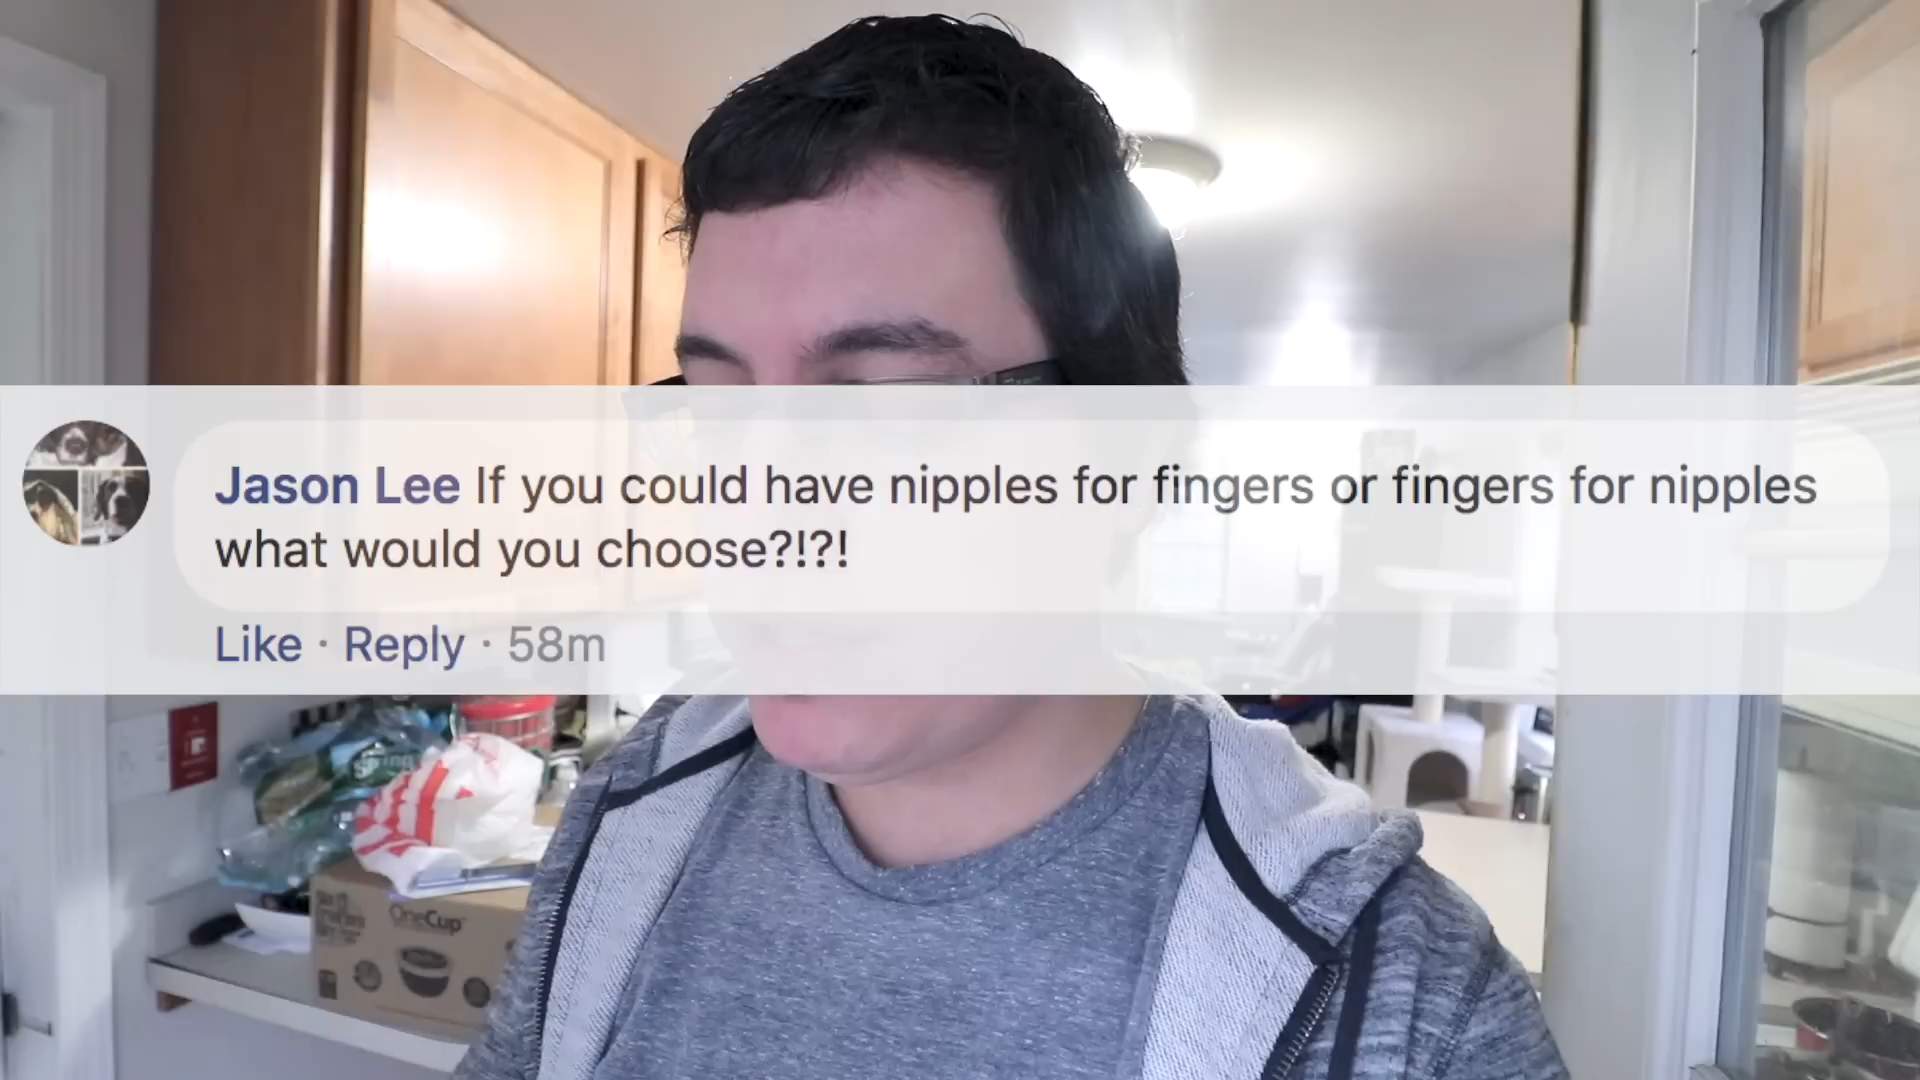 Jason Lee If you could have nipples for fingers or fingers for nipples
what would you choose?!?!
Like · Reply · 58m
OneCup